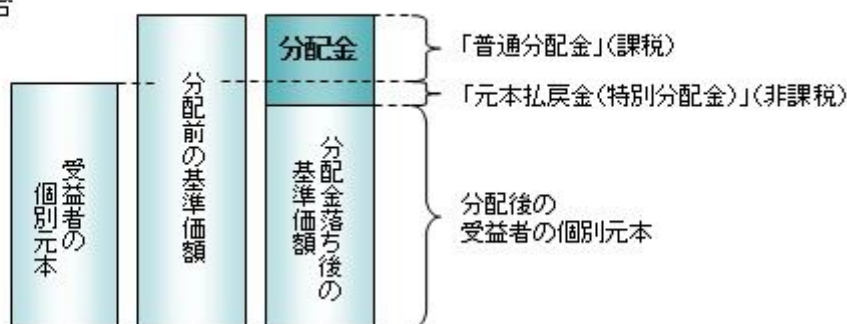 分配金
「普通分配金」(課税)
「元本払戻金(特別分配金)」(非課税)
受益者の
個別元本
分配前の基準価額
分配金落ち後の
基準価額
分配後の
受益者の個別元本